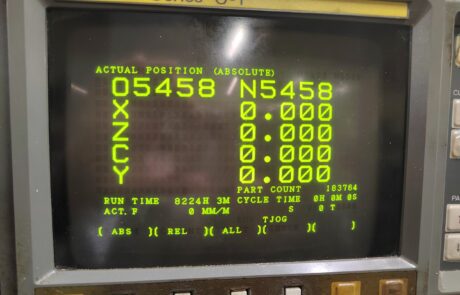 ACTUAL POSITION (ABSOLUTE)
O5458 N5458
X 0.000
Z 0.000
C 0.000
Y 0.000
PART COUNT 183764
RUN TIME 8224H 3M CYCLE TIME 0H 0M 0S
ACT.F 0 MM/M S 0 T
TJOG
[ ABS ][ REL ][ ALL ][ ][ ]